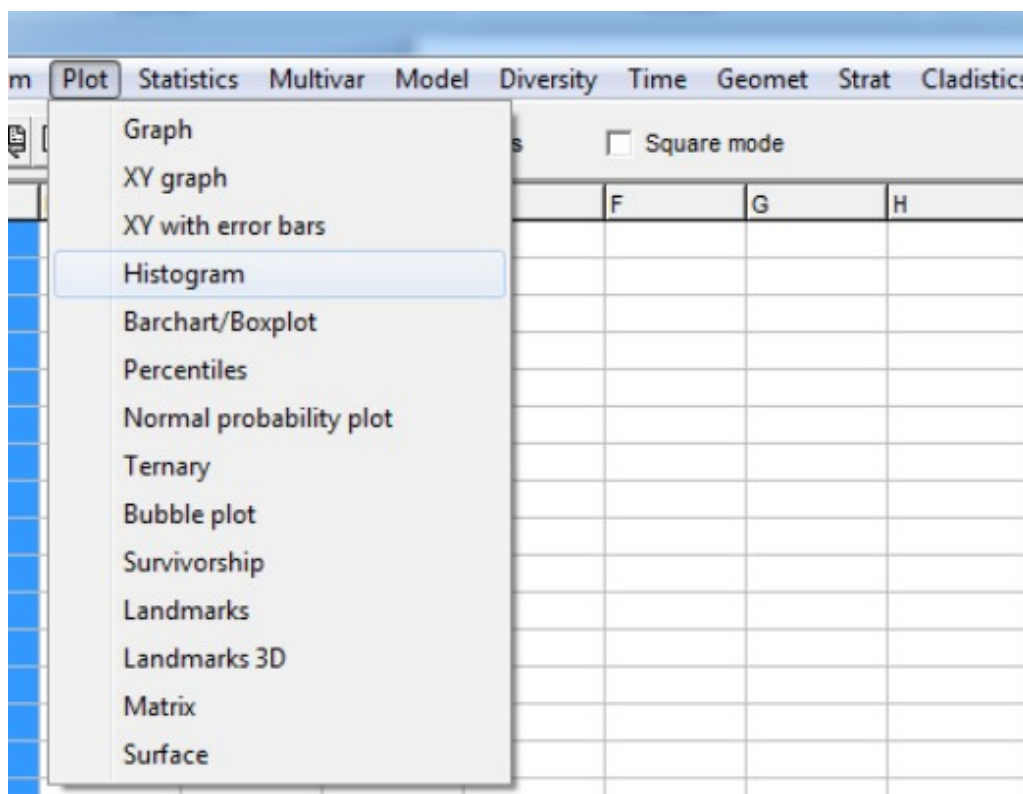 Plot Statistics Multivar Model Diversity Time Geomet Strat Cladistics
Square mode
F G H
Graph
XY graph
XY with error bars
Histogram
Barchart/Boxplot
Percentiles
Normal probability plot
Ternary
Bubble plot
Survivorship
Landmarks
Landmarks 3D
Matrix
Surface